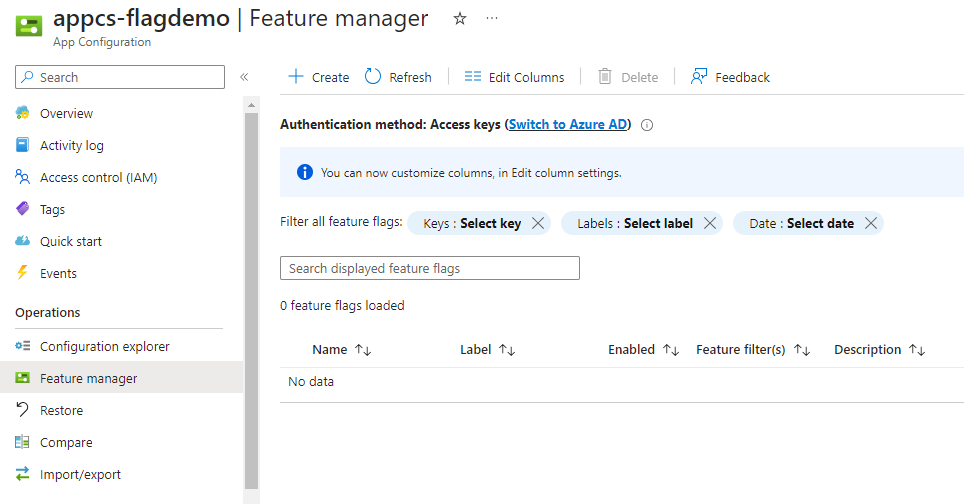 appcs-flagdemo | Feature manager
App Configuration
Search
Overview
Activity log
Access control (IAM)
Tags
Quick start
Events
Operations
Configuration explorer
Feature manager
Restore
Compare
Import/export
Create Refresh Edit Columns Delete Feedback
Authentication method: Access keys (Switch to Azure AD)
You can now customize columns, in Edit column settings.
Filter all feature flags: Keys : Select key Labels : Select label Date : Select date
Search displayed feature flags
0 feature flags loaded
Name Label Enabled Feature filter(s) Description
No data